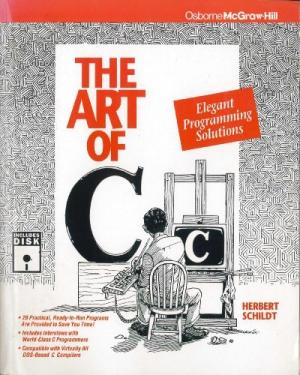 Osborne McGraw-Hill
THE
ART
OF
C
Elegant
Programming
Solutions
C
INCLUDES
DISK
HERBERT
SCHILDT
• 29 Practical, Ready-to-Run Programs
Are Provided to Save You Time!
• Includes Interviews with
World-Class C Programmers
• Compatible with Virtually All
DOS-Based C Compilers